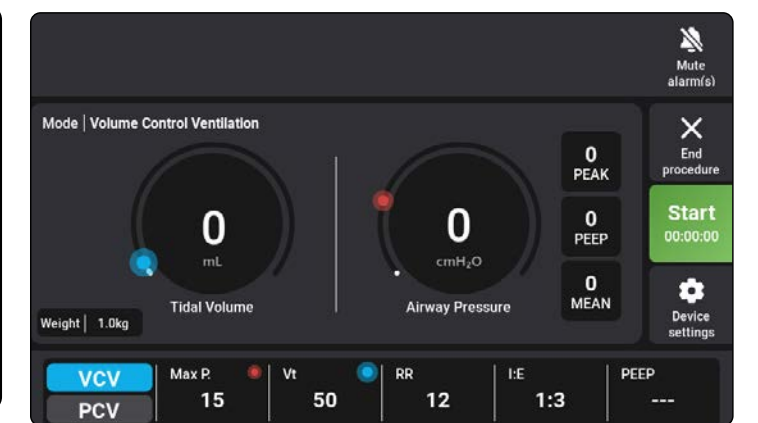 Mute
alarm(s)
Mode | Volume Control Ventilation
0
mL
Tidal Volume
0
cmH₂O
Airway Pressure
0
PEAK
0
PEEP
0
MEAN
End
procedure
Start
00:00:00
Device
settings
Weight | 1.0kg
VCV
PCV
Max P.
15
Vt
50
RR
12
I:E
1:3
PEEP
---